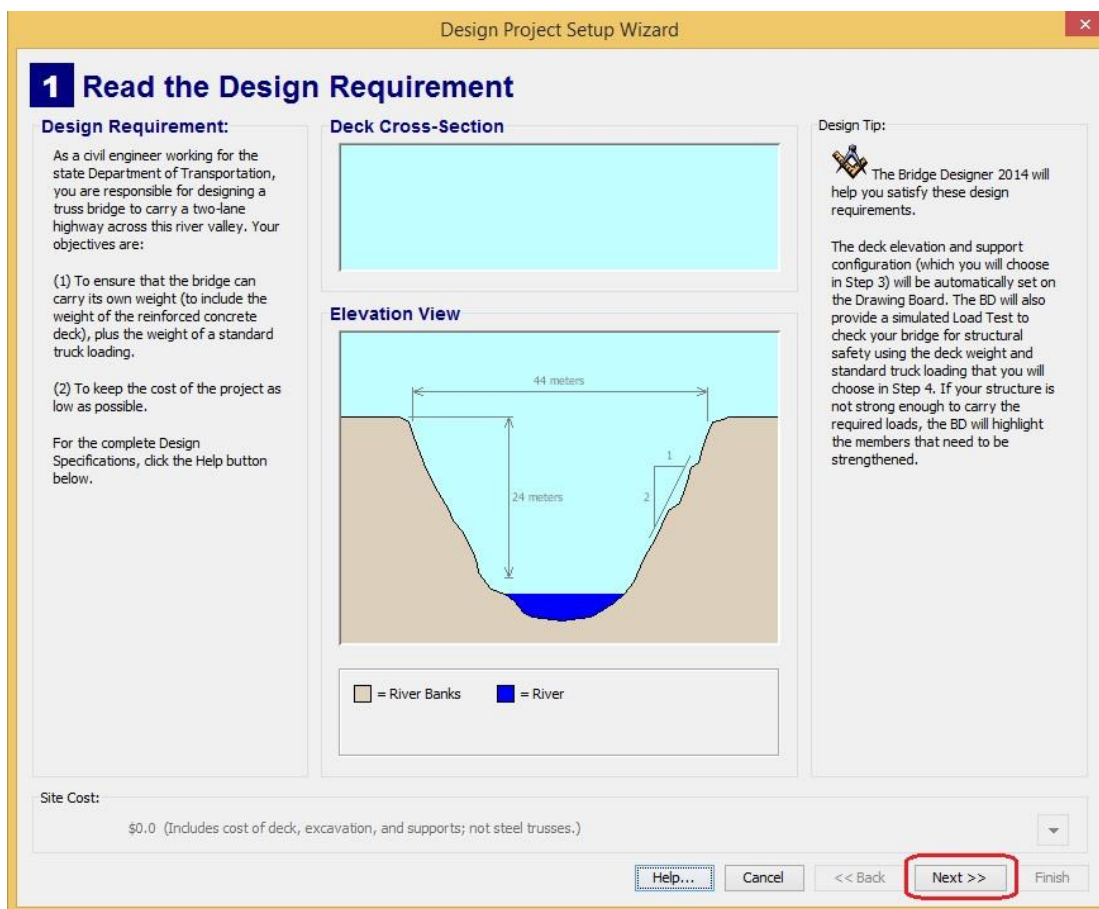 Design Project Setup Wizard
1 Read the Design Requirement
Design Requirement:
As a civil engineer working for the
state Department of Transportation,
you are responsible for designing a
truss bridge to carry a two-lane
highway across this river valley. Your
objectives are:
(1) To ensure that the bridge can
carry its own weight (to include the
weight of the reinforced concrete
deck), plus the weight of a standard
truck loading.
(2) To keep the cost of the project as
low as possible.
For the complete Design
Specifications, click the Help button
below.
Deck Cross-Section
Elevation View
44 meters
24 meters
1
2
= River Banks
= River
Design Tip:
The Bridge Designer 2014 will
help you satisfy these design
requirements.
The deck elevation and support
configuration (which you will choose
in Step 3) will be automatically set on
the Drawing Board. The BD will also
provide a simulated Load Test to
check your bridge for structural
safety using the deck weight and
standard truck loading that you will
choose in Step 4. If your structure is
not strong enough to carry the
required loads, the BD will highlight
the members that need to be
strengthened.
Site Cost:
$0.0 (Includes cost of deck, excavation, and supports; not steel trusses.)
Help...
Cancel
<< Back
Next >>
Finish